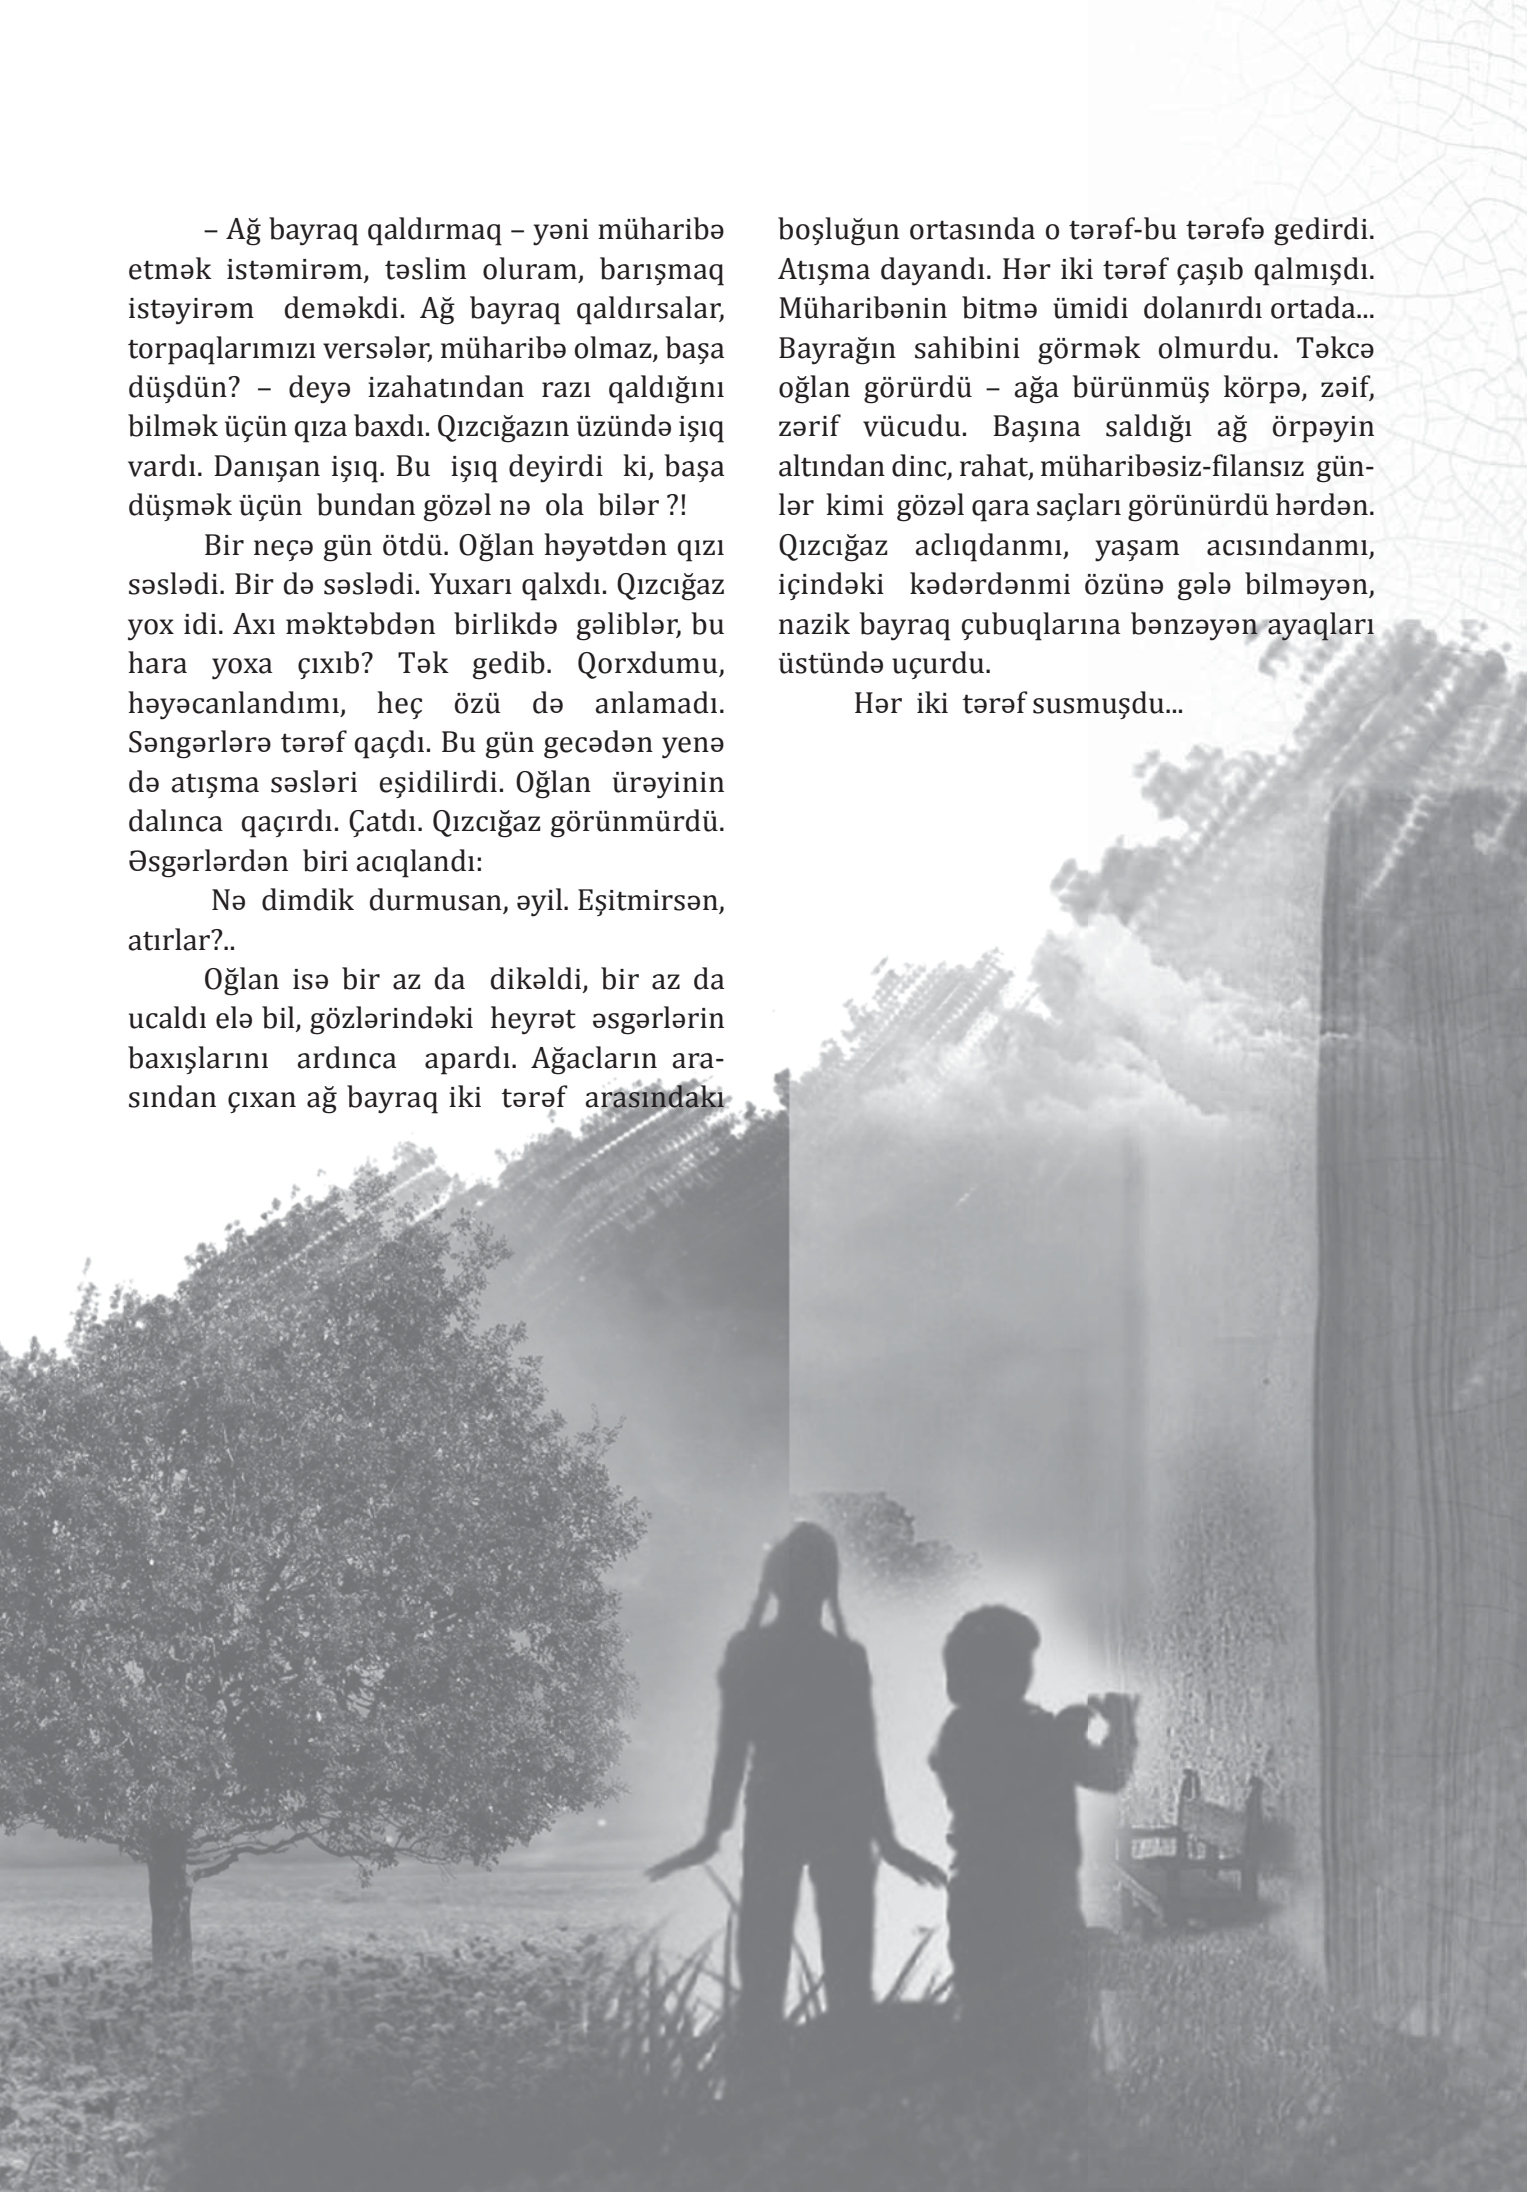 – Ağ bayraq qaldırmaq – yəni müharibə
etmək istəmirəm, təslim oluram, barışmaq
istəyirəm deməkdi. Ağ bayraq qaldırsalar,
torpaqlarımızı versələr, müharibə olmaz, başa
düşdün? – deyə izahatından razı qaldığını
bilmək üçün qıza baxdı. Qızcığazın üzündə işıq
vardı. Danışan işıq. Bu işıq deyirdi ki, başa
düşmək üçün bundan gözəl nə ola bilər ?!
Bir neçə gün ötdü. Oğlan həyətdən qızı
səslədi. Bir də səslədi. Yuxarı qalxdı. Qızcığaz
yox idi. Axı məktəbdən birlikdə gəliblər, bu
hara yoxa çıxıb? Tək gedib. Qorxdumu,
həyəcanlandımı, heç özü də anlamadı.
Səngərlərə tərəf qaçdı. Bu gün gecədən yenə
də atışma səsləri eşidilirdi. Oğlan ürəyinin
dalınca qaçırdı. Çatdı. Qızcığaz görünmürdü.
Əsgərlərdən biri acıqlandı:
Nə dimdik durmusan, əyil. Eşitmirsən,
atırlar?..
Oğlan isə bir az da dikəldi, bir az da
ucaldı elə bil, gözlərindəki heyrət əsgərlərin
baxışlarını ardınca apardı. Ağacların ara-
sından çıxan ağ bayraq iki tərəf arasındakı
boşluğun ortasında o tərəf-bu tərəfə gedirdi.
Atışma dayandı. Hər iki tərəf çaşıb qalmışdı.
Müharibənin bitmə ümidi dolanırdı ortada...
Bayrağın sahibini görmək olmurdu. Təkcə
oğlan görürdü – ağa bürünmüş körpə, zəif,
zərif vücudu. Başına saldığı ağ örpəyin
altından dinc, rahat, müharibəsiz-filansız gün-
lər kimi gözəl qara saçları görünürdü hərdən.
Qızcığaz aclıqdanmı, yaşam acısındanmı,
içindəki kədərdənmi özünə gələ bilməyən,
nazik bayraq çubuqlarına bənzəyən ayaqları
üstündə uçurdu.
Hər iki tərəf susmuşdu...